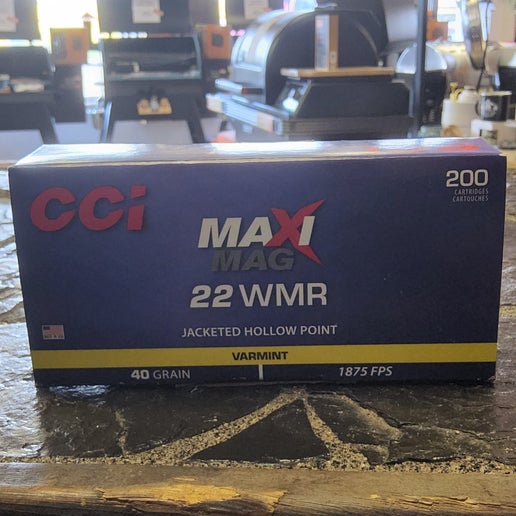 CCi
200
CARTRIDGES
CARTOUCHES
MAXI
MAG
22 WMR
JACKETED HOLLOW POINT
VARMINT
40 GRAIN
1875 FPS